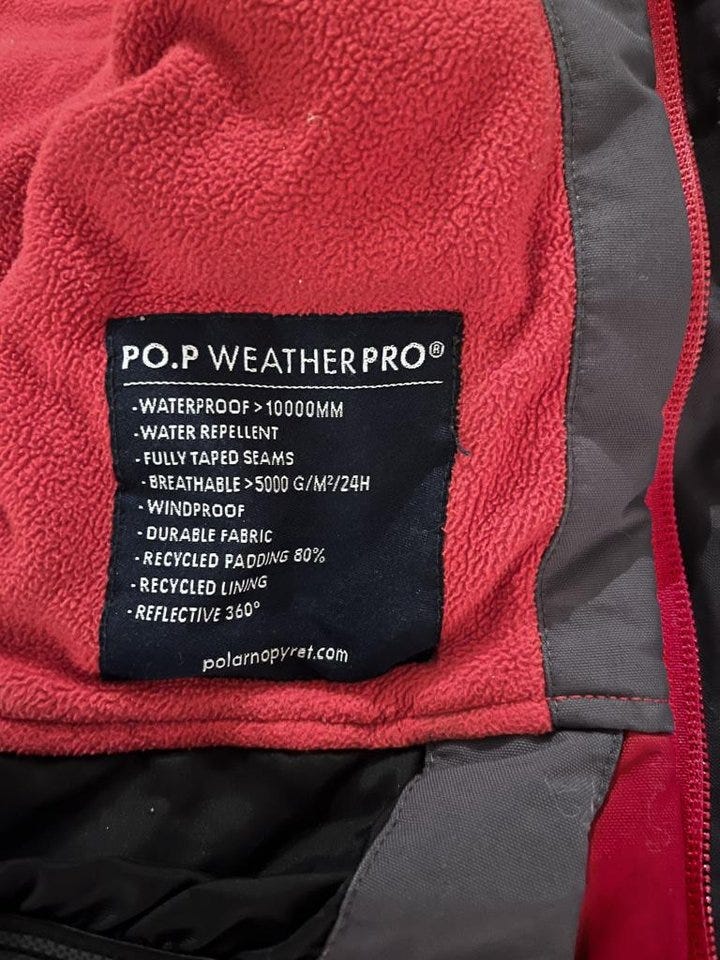 PO.P WEATHERPRO®
-WATERPROOF>10000MM
-WATER REPELLENT
-FULLY TAPED SEAMS
-BREATHABLE>5000 G/M²/24H
-WINDPROOF
-DURABLE FABRIC
-RECYCLED PADDING 80%
-RECYCLED LINING
-REFLECTIVE 360°
polarnopyret.com